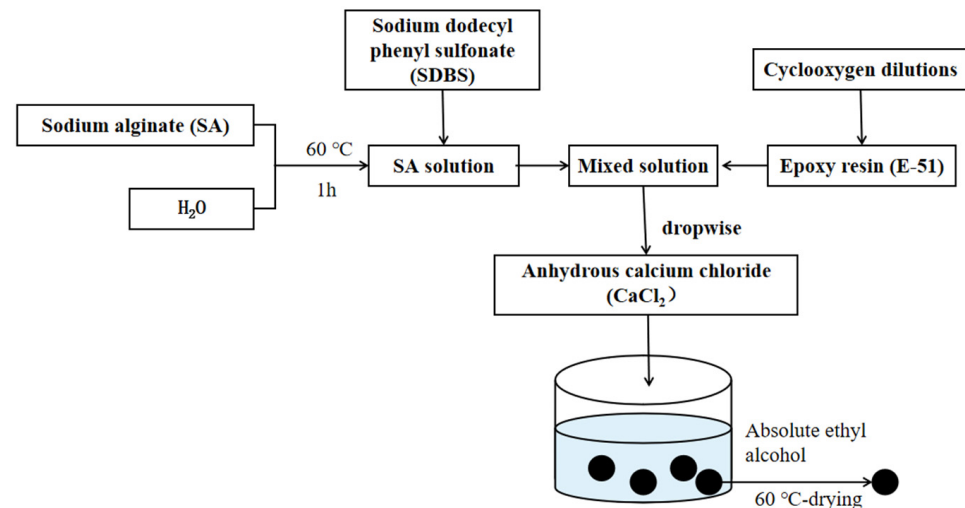 Sodium dodecyl
phenyl sulfonate
(SDBS)
Cyclooxygen dilutions
Sodium alginate (SA)
60 ℃
1h
SA solution
Mixed solution
Epoxy resin (E-51)
H₂O
dropwise
Anhydrous calcium chloride
(CaCl₂）
Absolute ethyl
alcohol
60 ℃-drying